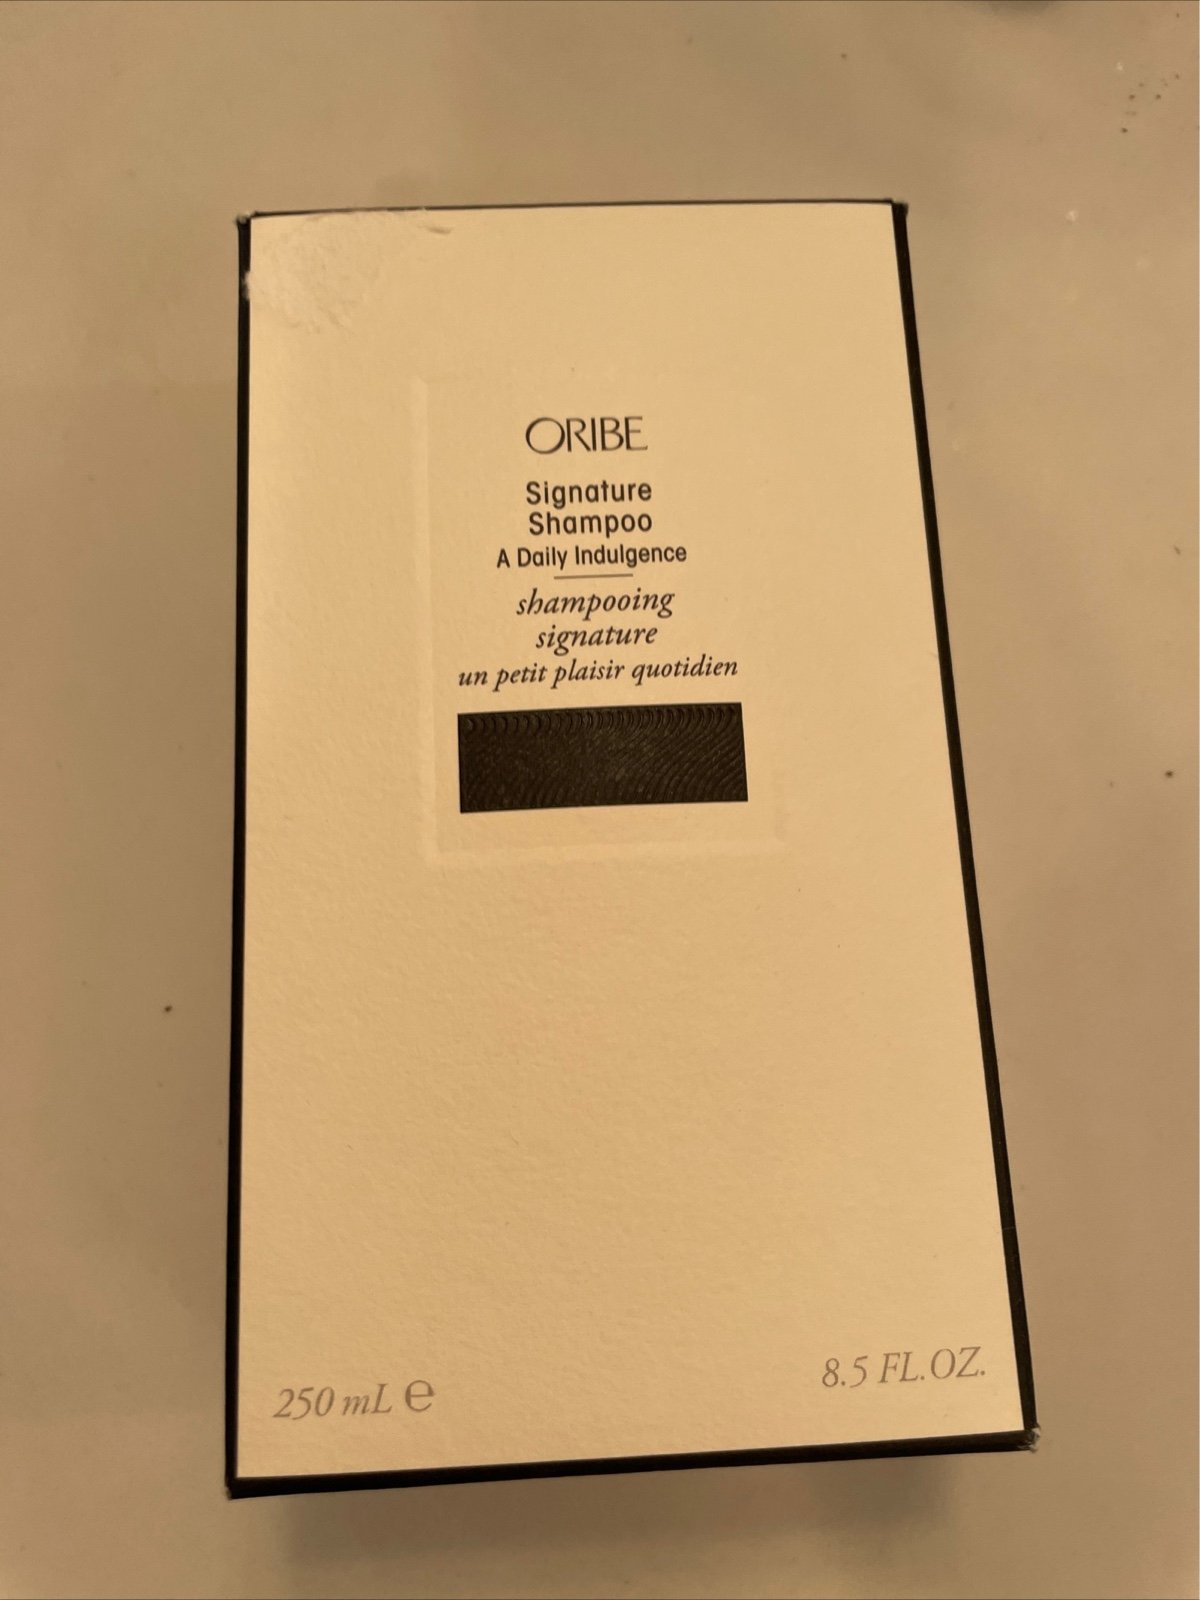 ORIBE
Signature
Shampoo
A Daily Indulgence
shampooing
signature
un petit plaisir quotidien
250 mL ℮
8.5 FL.OZ.